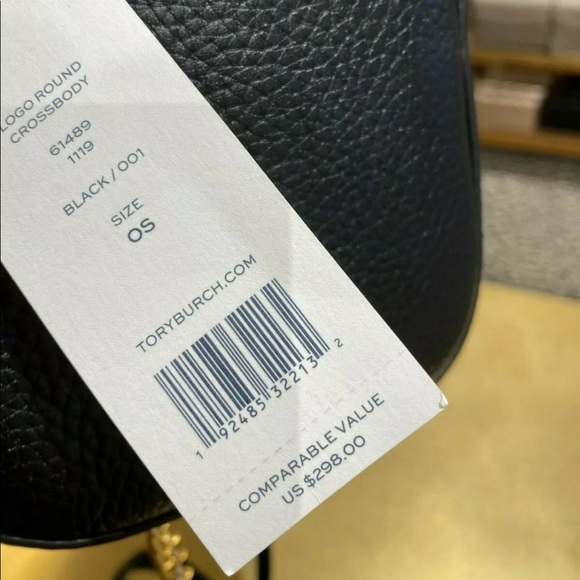 LOGO ROUND
CROSSBODY
61489
1119
BLACK / 001
SIZE
OS
TORYBURCH.COM
1 92485 32213 2
COMPARABLE VALUE
US $298.00